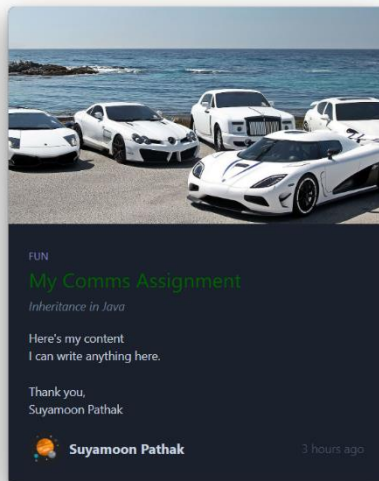 FUN
My Comms Assignment
Inheritance in Java
Here's my content
I can write anything here.
Thank you,
Suyamoon Pathak
Suyamoon Pathak
3 hours ago